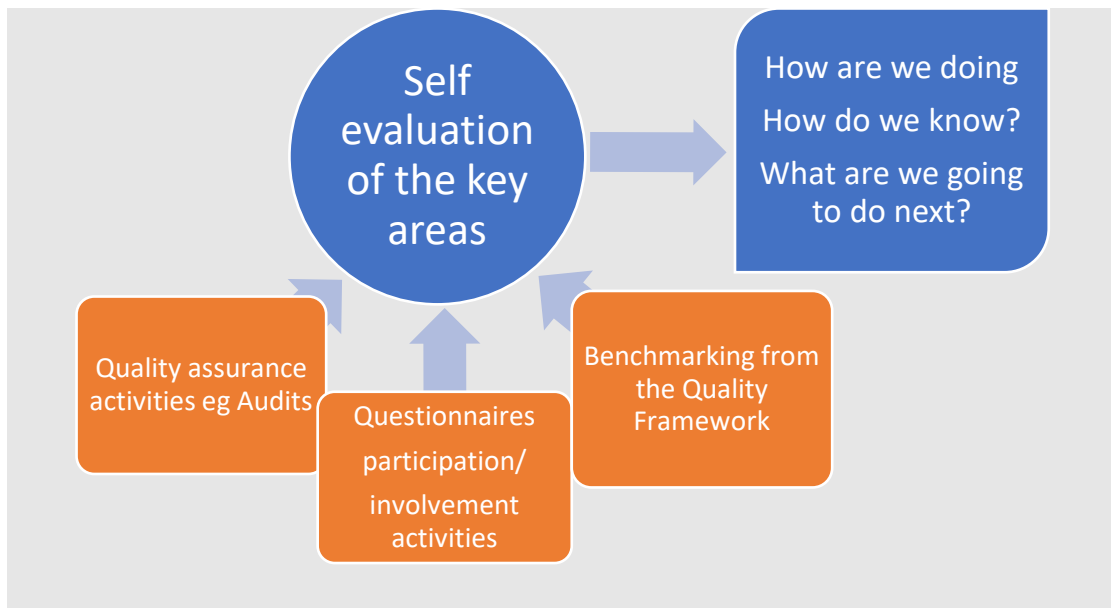 Self
evaluation
of the key
areas
How are we doing
How do we know?
What are we going
to do next?
Quality assurance
activities eg Audits
Questionnaires
participation/
involvement
activities
Benchmarking from
the Quality
Framework